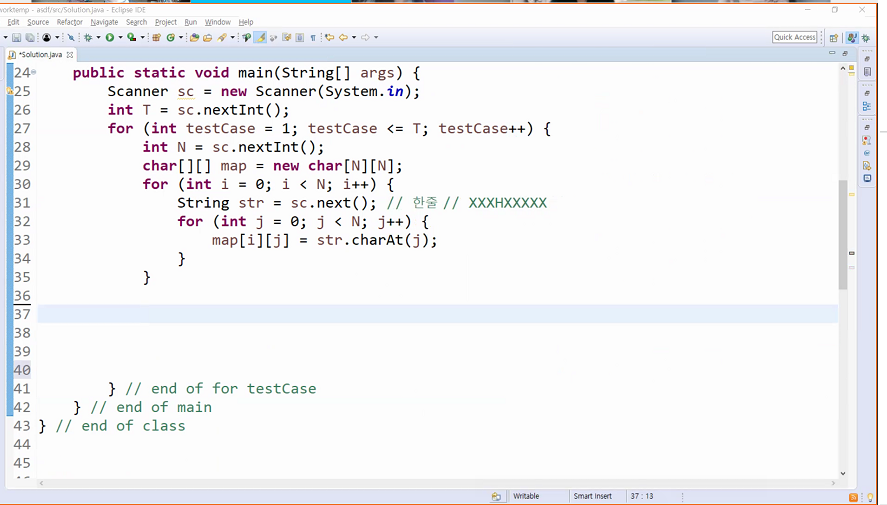 worktemp - asdf/src/Solution.java - Eclipse IDE
Edit Source Refactor Navigate Search Project Run Window Help
Quick Access
*Solution.java
24 public static void main(String[] args) {
25 Scanner sc = new Scanner(System.in);
26 int T = sc.nextInt();
27 for (int testCase = 1; testCase <= T; testCase++) {
28 int N = sc.nextInt();
29 char[][] map = new char[N][N];
30 for (int i = 0; i < N; i++) {
31 String str = sc.next(); // 한줄 // XXXHXXXXX
32 for (int j = 0; j < N; j++) {
33 map[i][j] = str.charAt(j);
34 }
35 }
36
37
38
39
40
41 } // end of for testCase
42 } // end of main
43 } // end of class
44
45
Writable Smart Insert 37 : 13